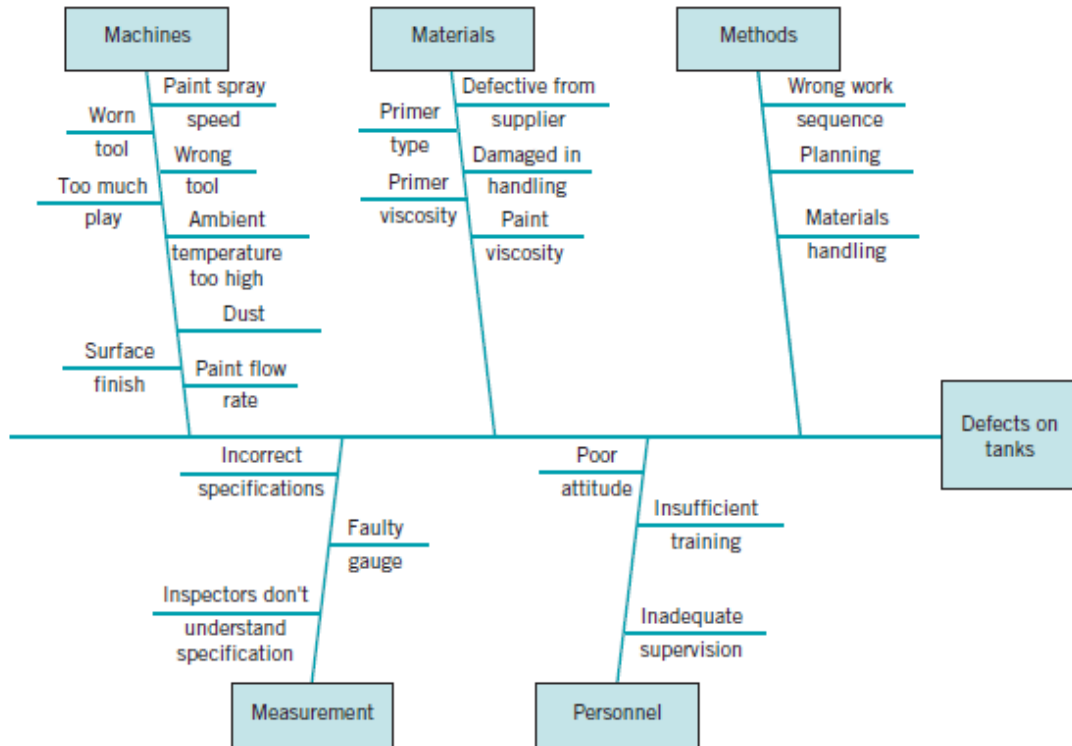 Machines
Materials
Methods
Paint spray
speed
Worn
tool
Wrong
tool
Too much
play
Ambient
temperature
too high
Dust
Surface
finish
Paint flow
rate
Defective from
supplier
Primer
type
Damaged in
handling
Primer
viscosity
Paint
viscosity
Wrong work
sequence
Planning
Materials
handling
Defects on
tanks
Incorrect
specifications
Faulty
gauge
Inspectors don't
understand
specification
Poor
attitude
Insufficient
training
Inadequate
supervision
Measurement
Personnel